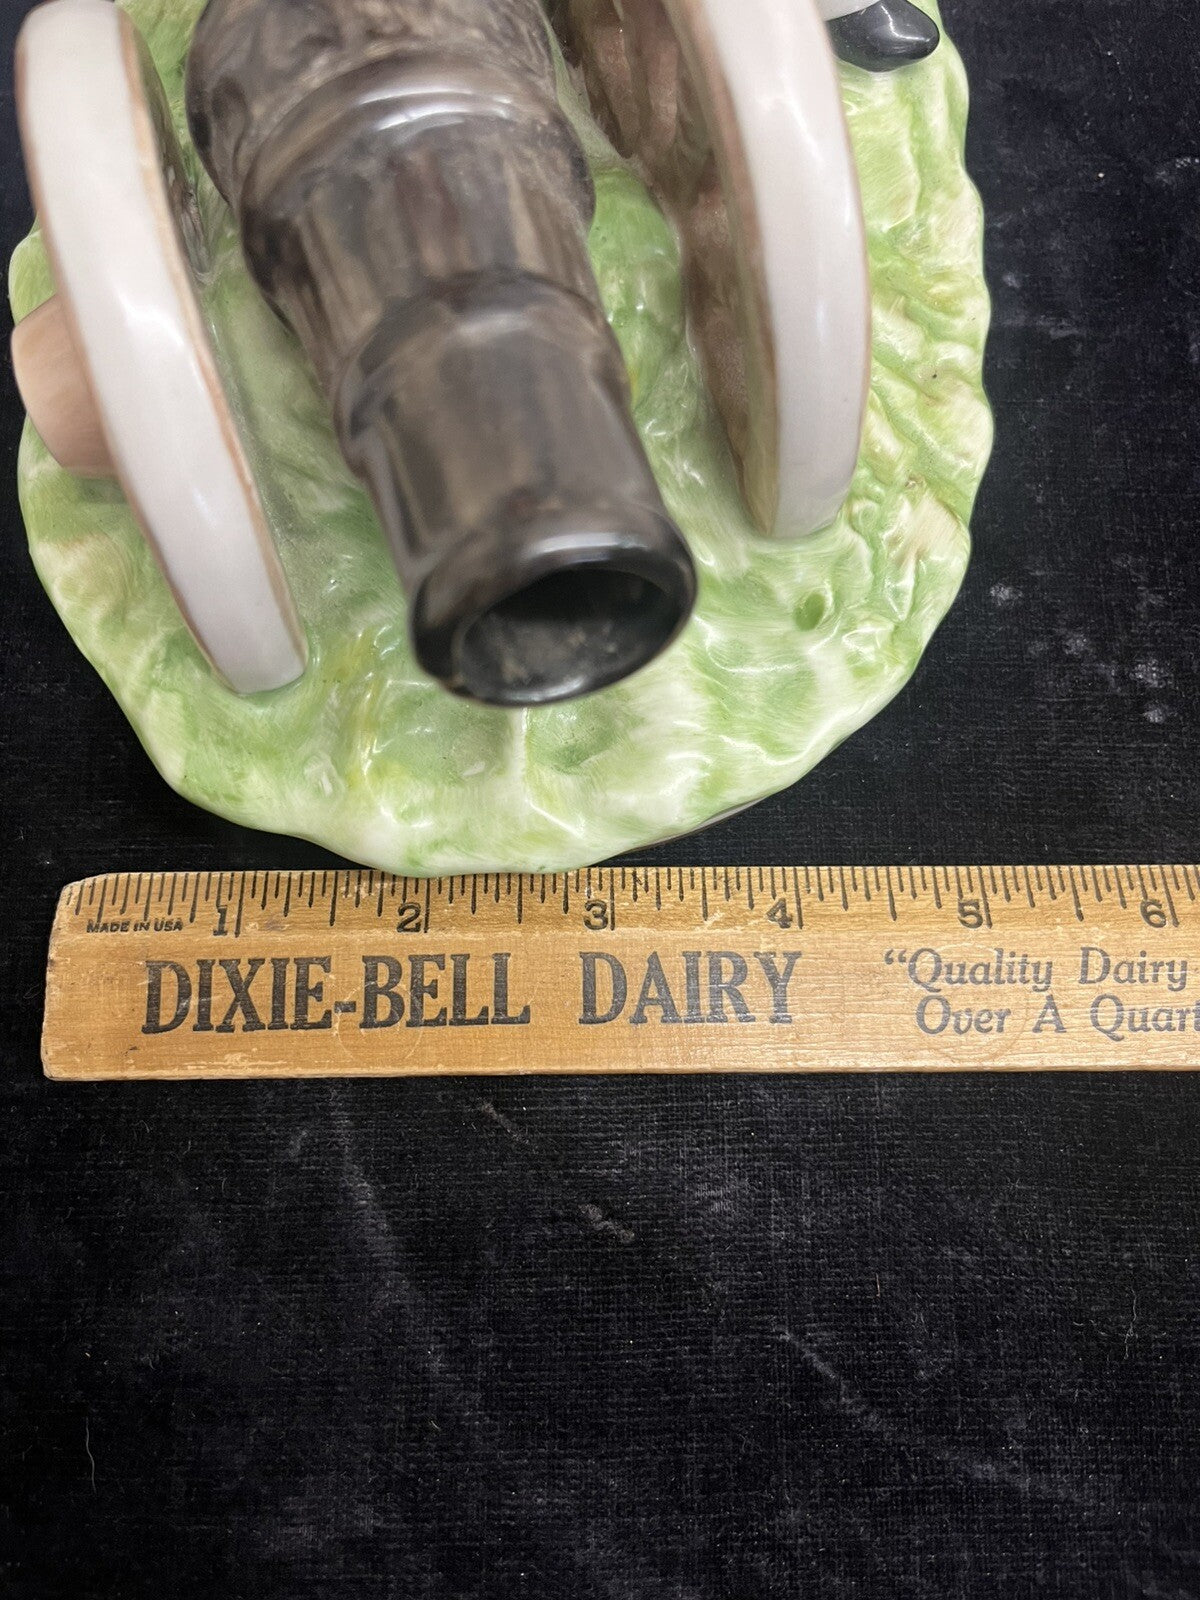 1 2 3 4 5 6
MADE IN USA
DIXIE-BELL DAIRY
"Quality Dairy
Over A Quart